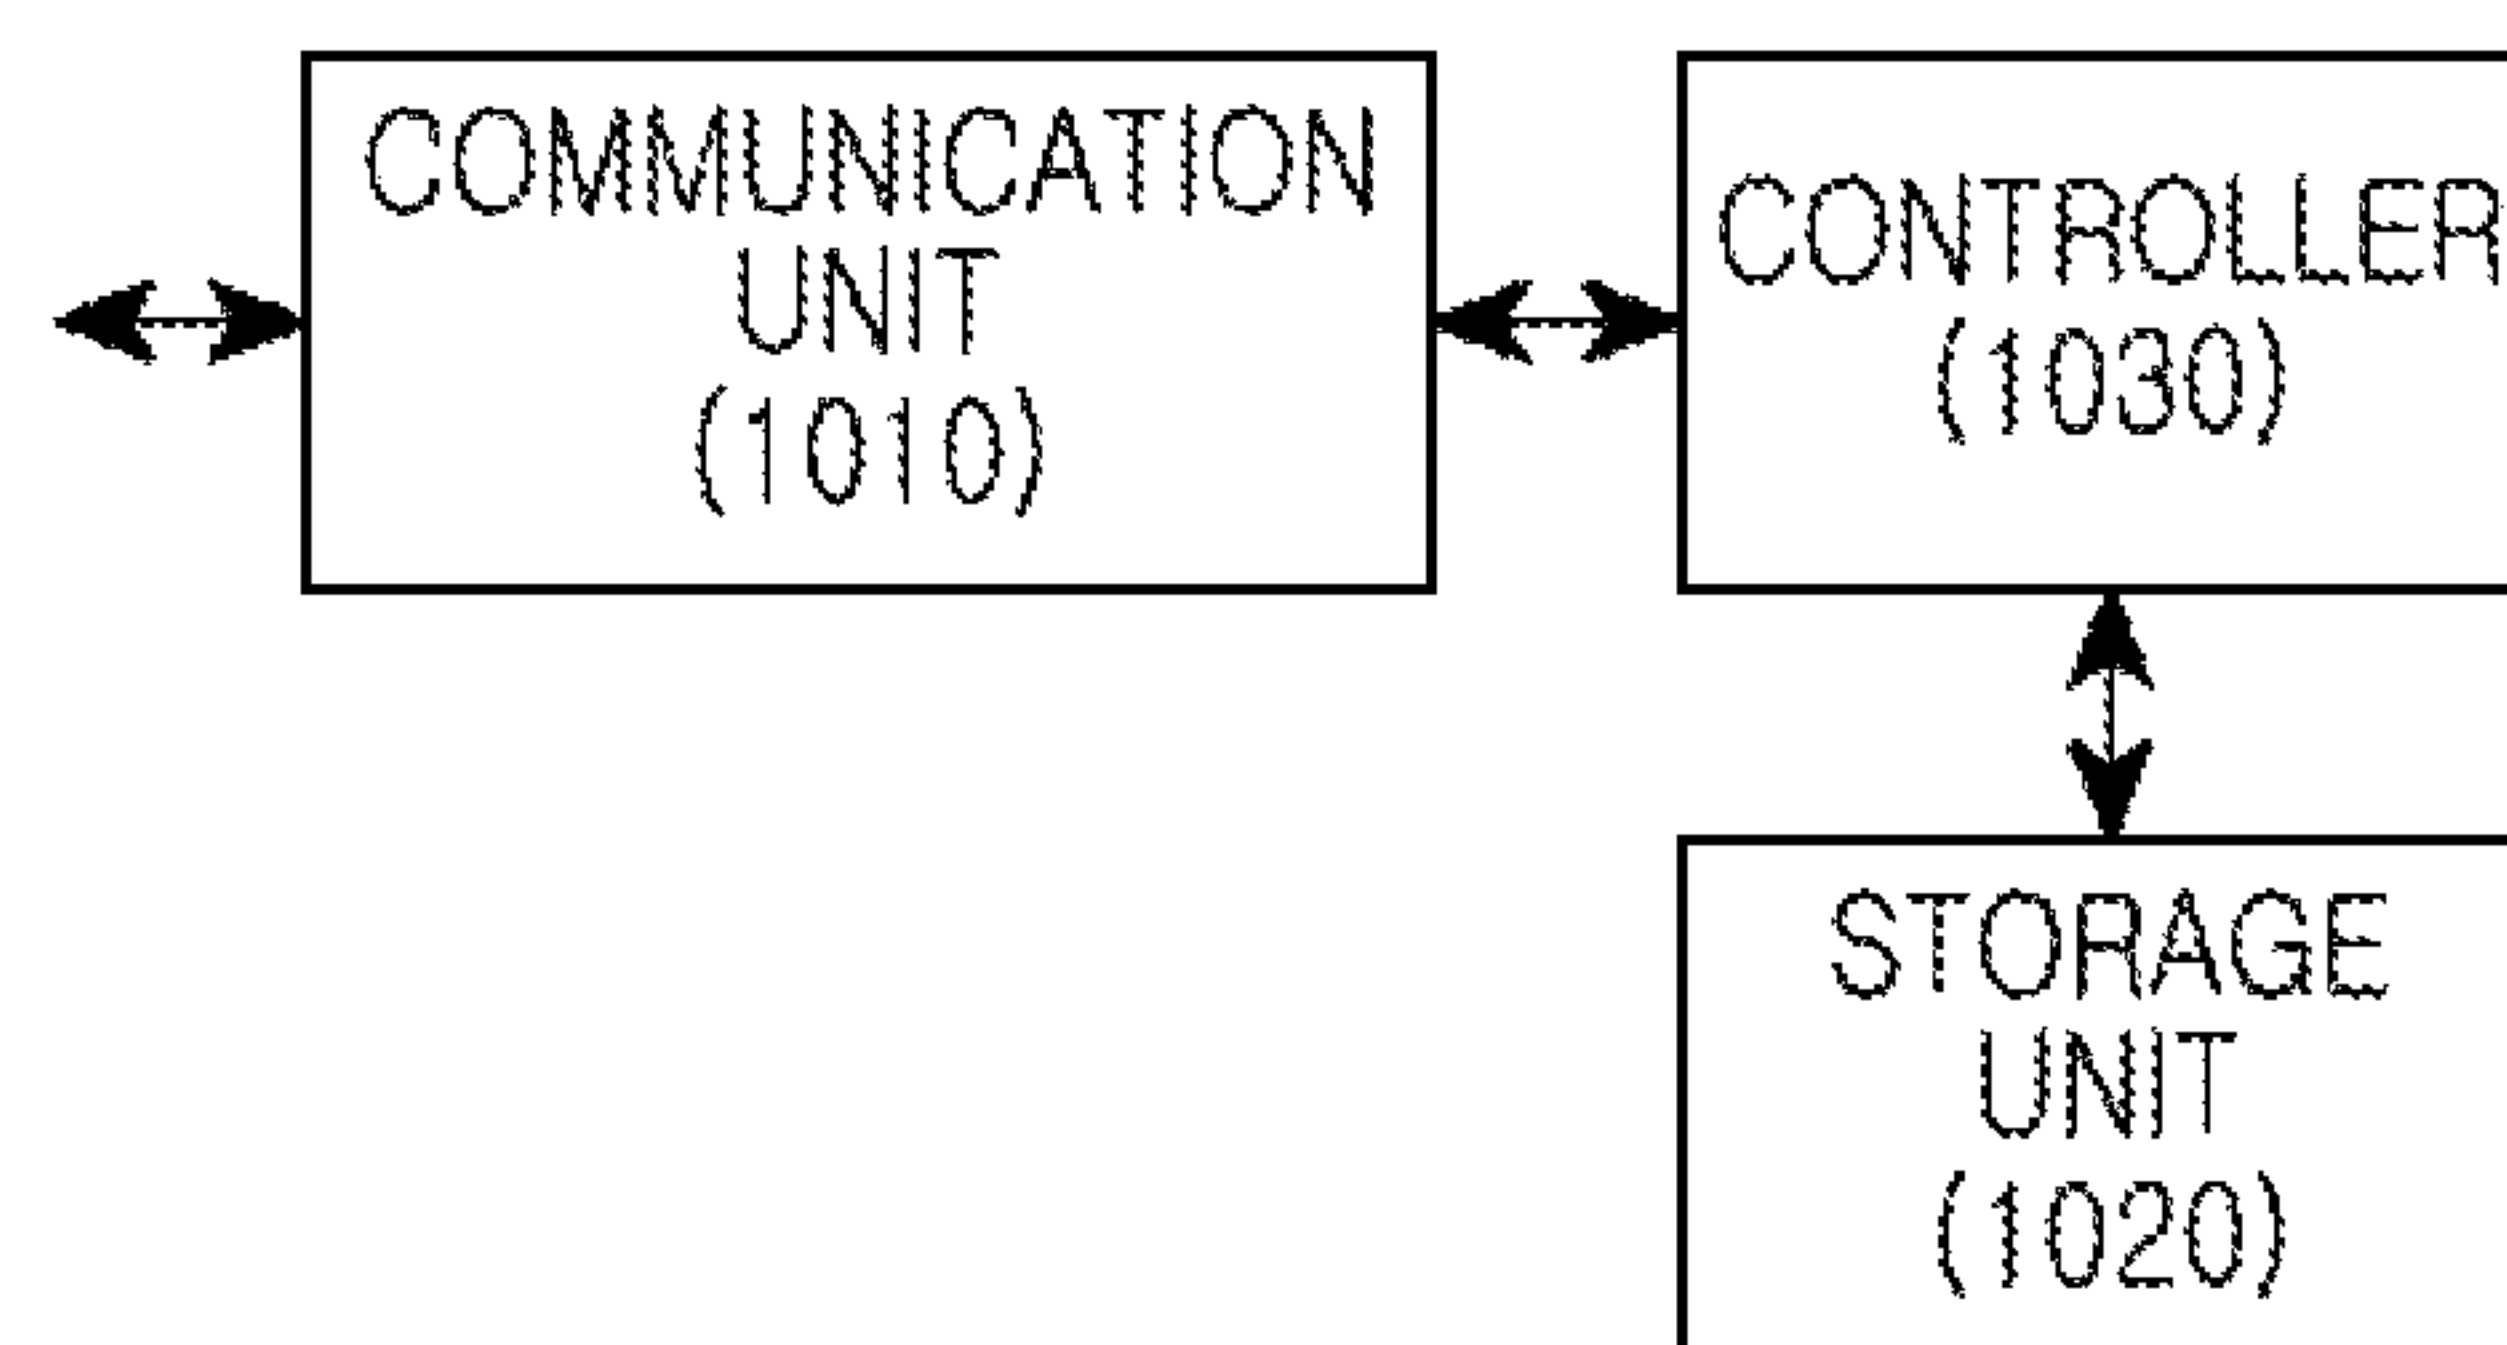 COMMUNICATION
UNIT
(1010)
CONTROLLER
(1030)
STORAGE
UNIT
(1020)